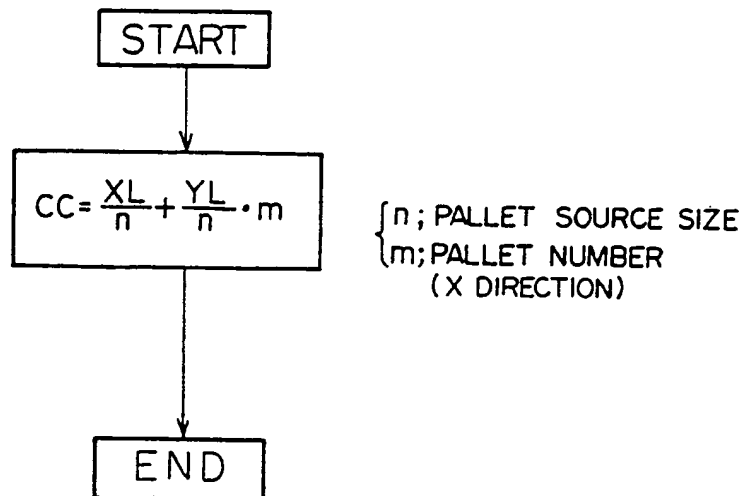 START
CC= XL/n + YL/n · m
{n; PALLET SOURCE SIZE
m; PALLET NUMBER
(X DIRECTION)
END